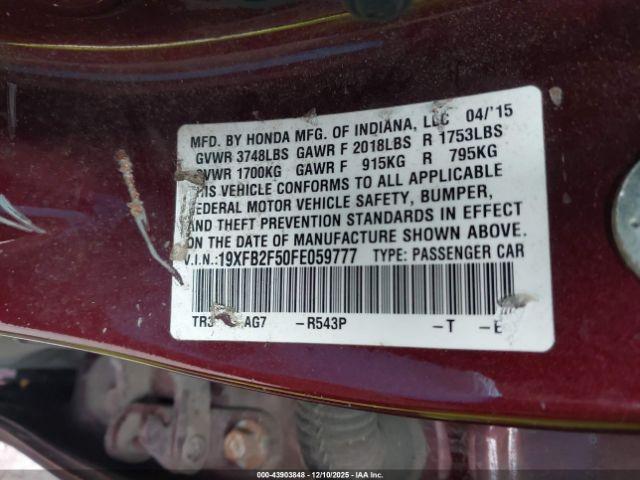 MFD. BY HONDA MFG. OF INDIANA, LLC 04/'15
GVWR 3748LBS GAWR F 2018LBS R 1753LBS
GVWR 1700KG GAWR F 915KG R 795KG
THIS VEHICLE CONFORMS TO ALL APPLICABLE
FEDERAL MOTOR VEHICLE SAFETY, BUMPER,
AND THEFT PREVENTION STANDARDS IN EFFECT
ON THE DATE OF MANUFACTURE SHOWN ABOVE.
V.I.N.:19XFB2F50FE059777 TYPE: PASSENGER CAR
TR3 AG7 -R543P -T -E
000-43903848 - 12/10/2025 - IAA Inc.